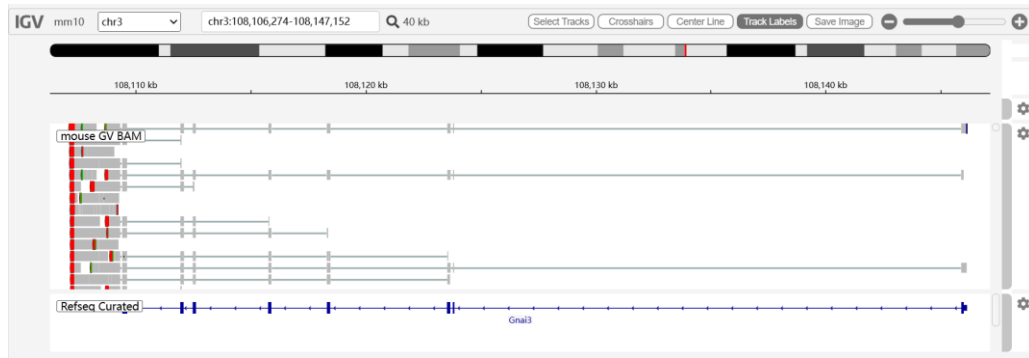 IGV mm10 chr3 chr3:108,106,274-108,147,152 40 kb Select Tracks Crosshairs Center Line Track Labels Save Image
108,110 kb 108,120 kb 108,130 kb 108,140 kb
mouse GV BAM
Refseq Curated
Gnai3